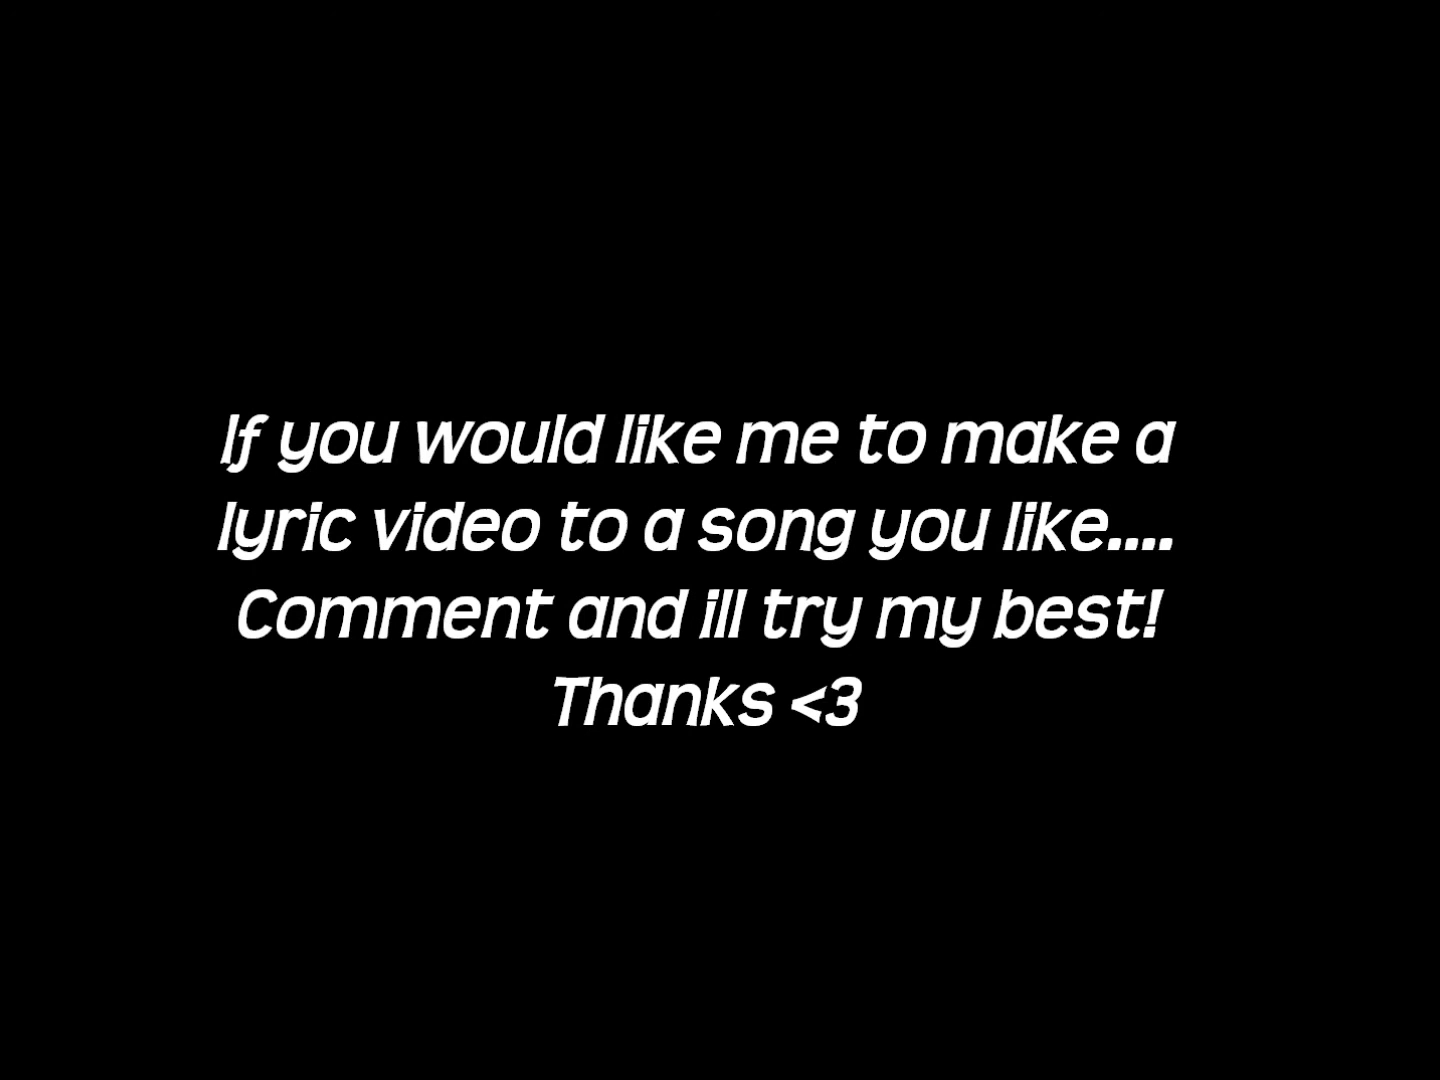 If you would like me to make a
lyric video to a song you like....
Comment and ill try my best!
Thanks <3